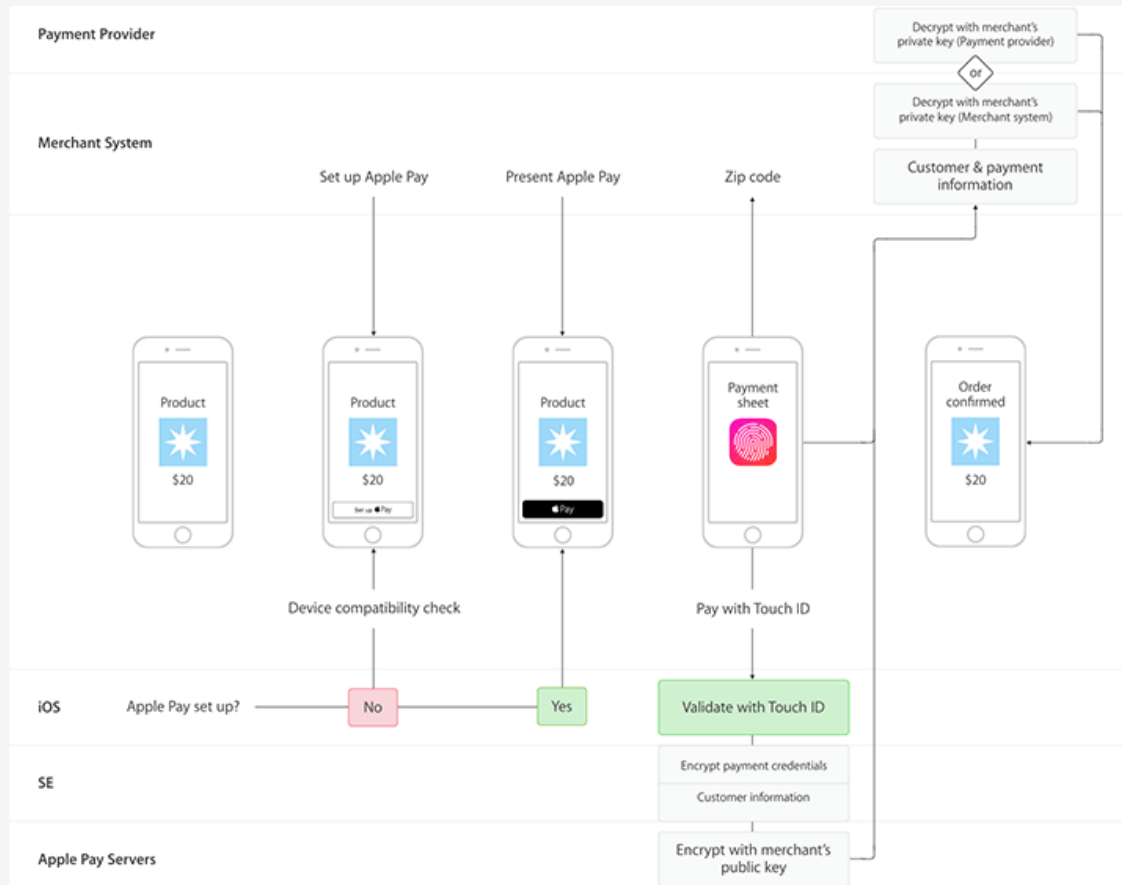 Payment Provider
Decrypt with merchant's
private key (Payment provider)
or
Decrypt with merchant's
private key (Merchant system)
Merchant System
Customer & payment
information
Set up Apple Pay
Present Apple Pay
Zip code
Product
$20
Product
$20
Set up Pay
Product
$20
Pay
Payment
sheet
Order
confirmed
$20
Device compatibility check
Pay with Touch ID
iOS
Apple Pay set up?
No
Yes
Validate with Touch ID
SE
Encrypt payment credentials
Customer information
Apple Pay Servers
Encrypt with merchant's
public key